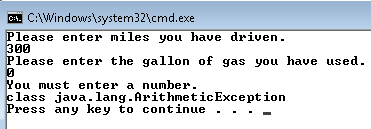 C:\Windows\system32\cmd.exe
Please enter miles you have driven.
300
Please enter the gallon of gas you have used.
0
You must enter a number.
class java.lang.ArithmeticException
Press any key to continue . . .